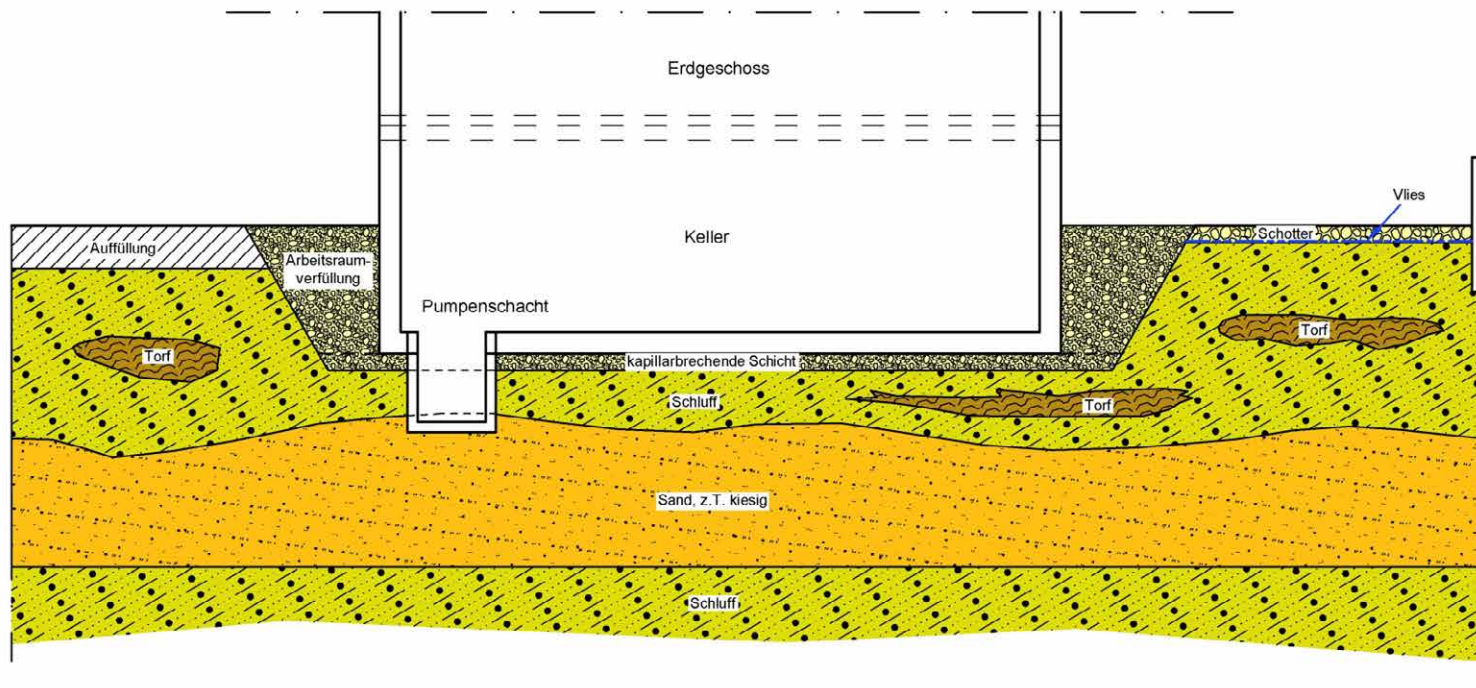 Erdgeschoss
Vlies
Keller
Schotter
Auffüllung
Arbeitsraum-
verfüllung
Pumpenschacht
Torf
Torf
kapillarbrechende Schicht
Schluff
Torf
Sand, z.T. kiesig
Schluff